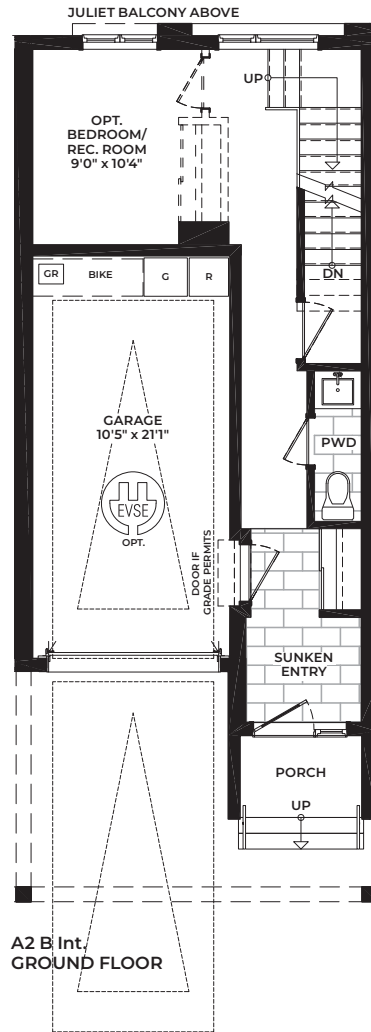 JULIET BALCONY ABOVE
UP
OPT.
BEDROOM/
REC. ROOM
9'0" x 10'4"
DN
GR
BIKE
G
R
GARAGE
10'5" x 21'1"
PWD
EVSE
OPT.
DOOR IF
GRADE PERMITS
SUNKEN
ENTRY
PORCH
UP
A2 B Int.
GROUND FLOOR